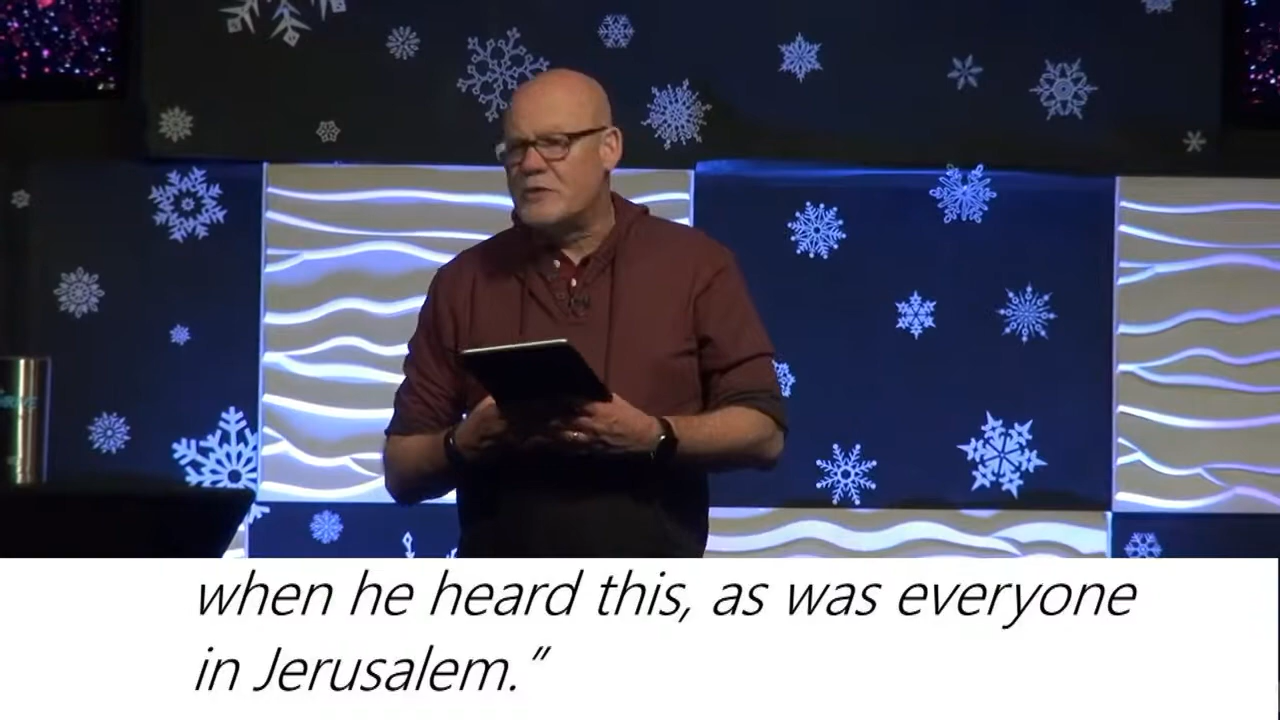 when he heard this, as was everyone
in Jerusalem.”